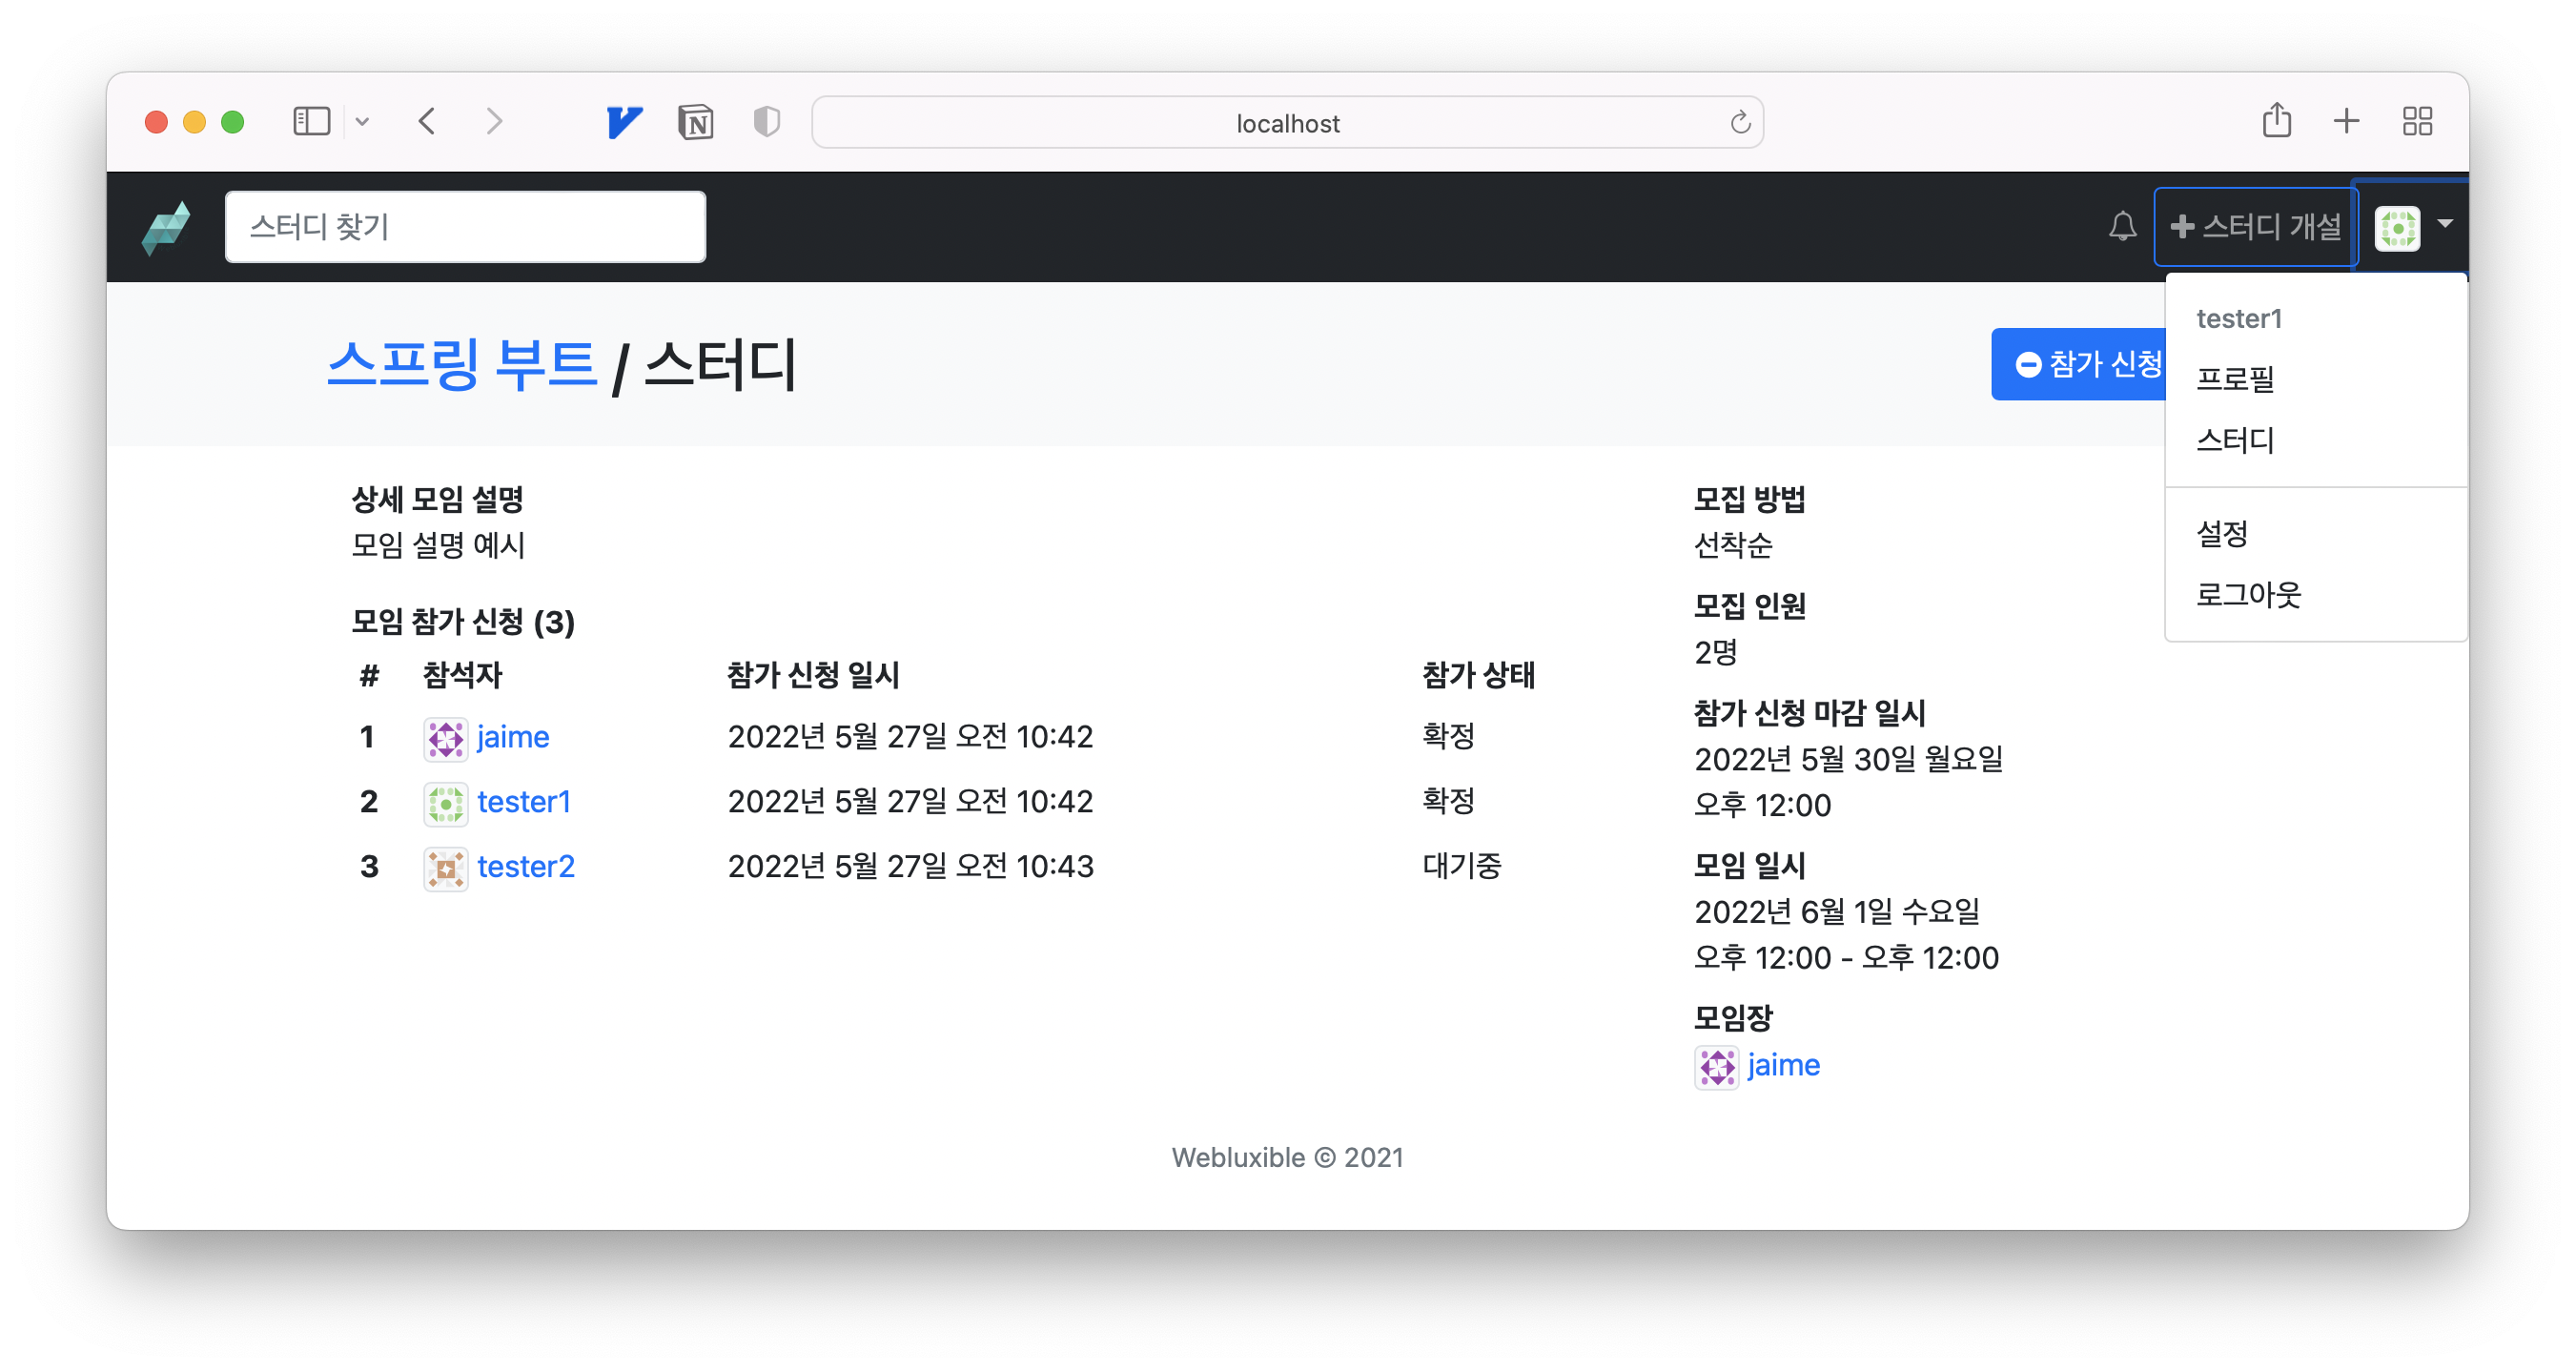 localhost
스터디 찾기
스터디 개설
tester1
프로필
스터디
설정
로그아웃
스프링 부트 / 스터디
참가 신청
상세 모임 설명
모임 설명 예시
모임 참가 신청 (3)
# 참석자 참가 신청 일시 참가 상태
1 jaime 2022년 5월 27일 오전 10:42 확정
2 tester1 2022년 5월 27일 오전 10:42 확정
3 tester2 2022년 5월 27일 오전 10:43 대기중
모집 방법
선착순
모집 인원
2명
참가 신청 마감 일시
2022년 5월 30일 월요일
오후 12:00
모임 일시
2022년 6월 1일 수요일
오후 12:00 - 오후 12:00
모임장
jaime
Webluxible © 2021